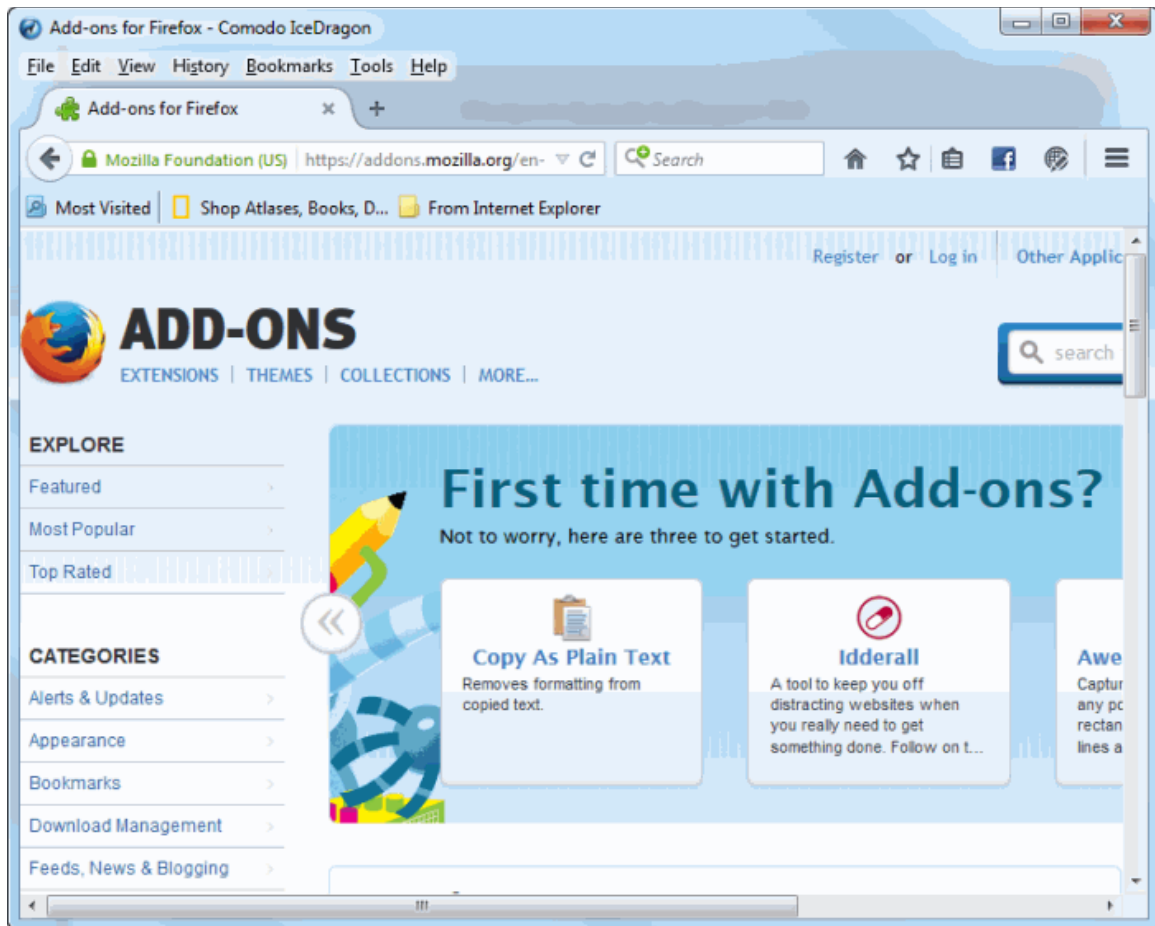 Add-ons for Firefox - Comodo IceDragon
File Edit View History Bookmarks Tools Help
Add-ons for Firefox
Mozilla Foundation (US) https://addons.mozilla.org/en- Search
Most Visited Shop Atlases, Books, D... From Internet Explorer
Register or Log in Other Applic
ADD-ONS
EXTENSIONS | THEMES | COLLECTIONS | MORE...
search
EXPLORE
Featured
Most Popular
Top Rated
CATEGORIES
Alerts & Updates
Appearance
Bookmarks
Download Management
Feeds, News & Blogging
First time with Add-ons?
Not to worry, here are three to get started.
Copy As Plain Text
Removes formatting from
copied text.
Idderall
A tool to keep you off
distracting websites when
you really need to get
something done. Follow on t...
Awe
Captur
any po
rectan
lines a